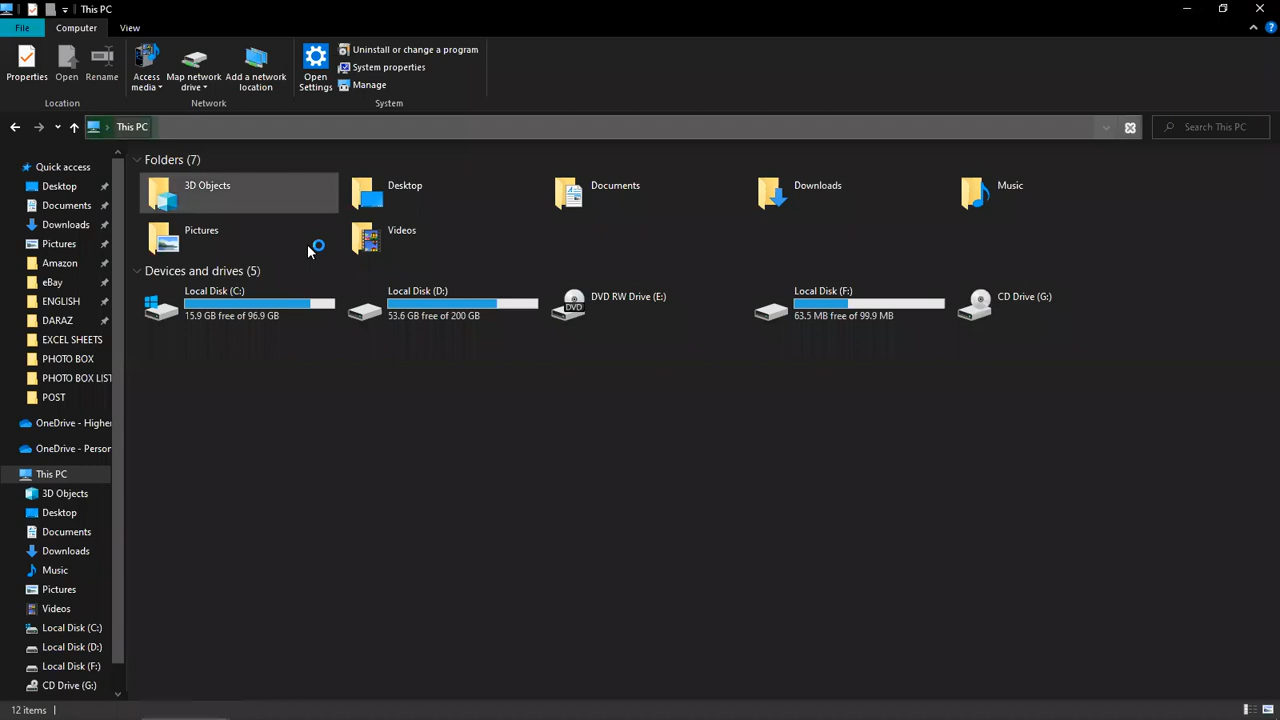 This PC
File
Computer
View
Properties
Open
Rename
Access media
Map network drive
Add a network location
Open Settings
Uninstall or change a program
System properties
Manage
Location
Network
System
This PC
Search This PC
Quick access
Desktop
Documents
Downloads
Pictures
Amazon
eBay
ENGLISH
DARAZ
EXCEL SHEETS
PHOTO BOX
PHOTO BOX LIST
POST
OneDrive - Highe
OneDrive - Person
This PC
3D Objects
Desktop
Documents
Downloads
Music
Pictures
Videos
Local Disk (C:)
Local Disk (D:)
Local Disk (F:)
CD Drive (G:)
Folders (7)
3D Objects
Desktop
Documents
Downloads
Music
Pictures
Videos
Devices and drives (5)
Local Disk (C:)
15.9 GB free of 96.9 GB
Local Disk (D:)
53.6 GB free of 200 GB
DVD
DVD RW Drive (E:)
Local Disk (F:)
63.5 MB free of 99.9 MB
CD Drive (G:)
12 items